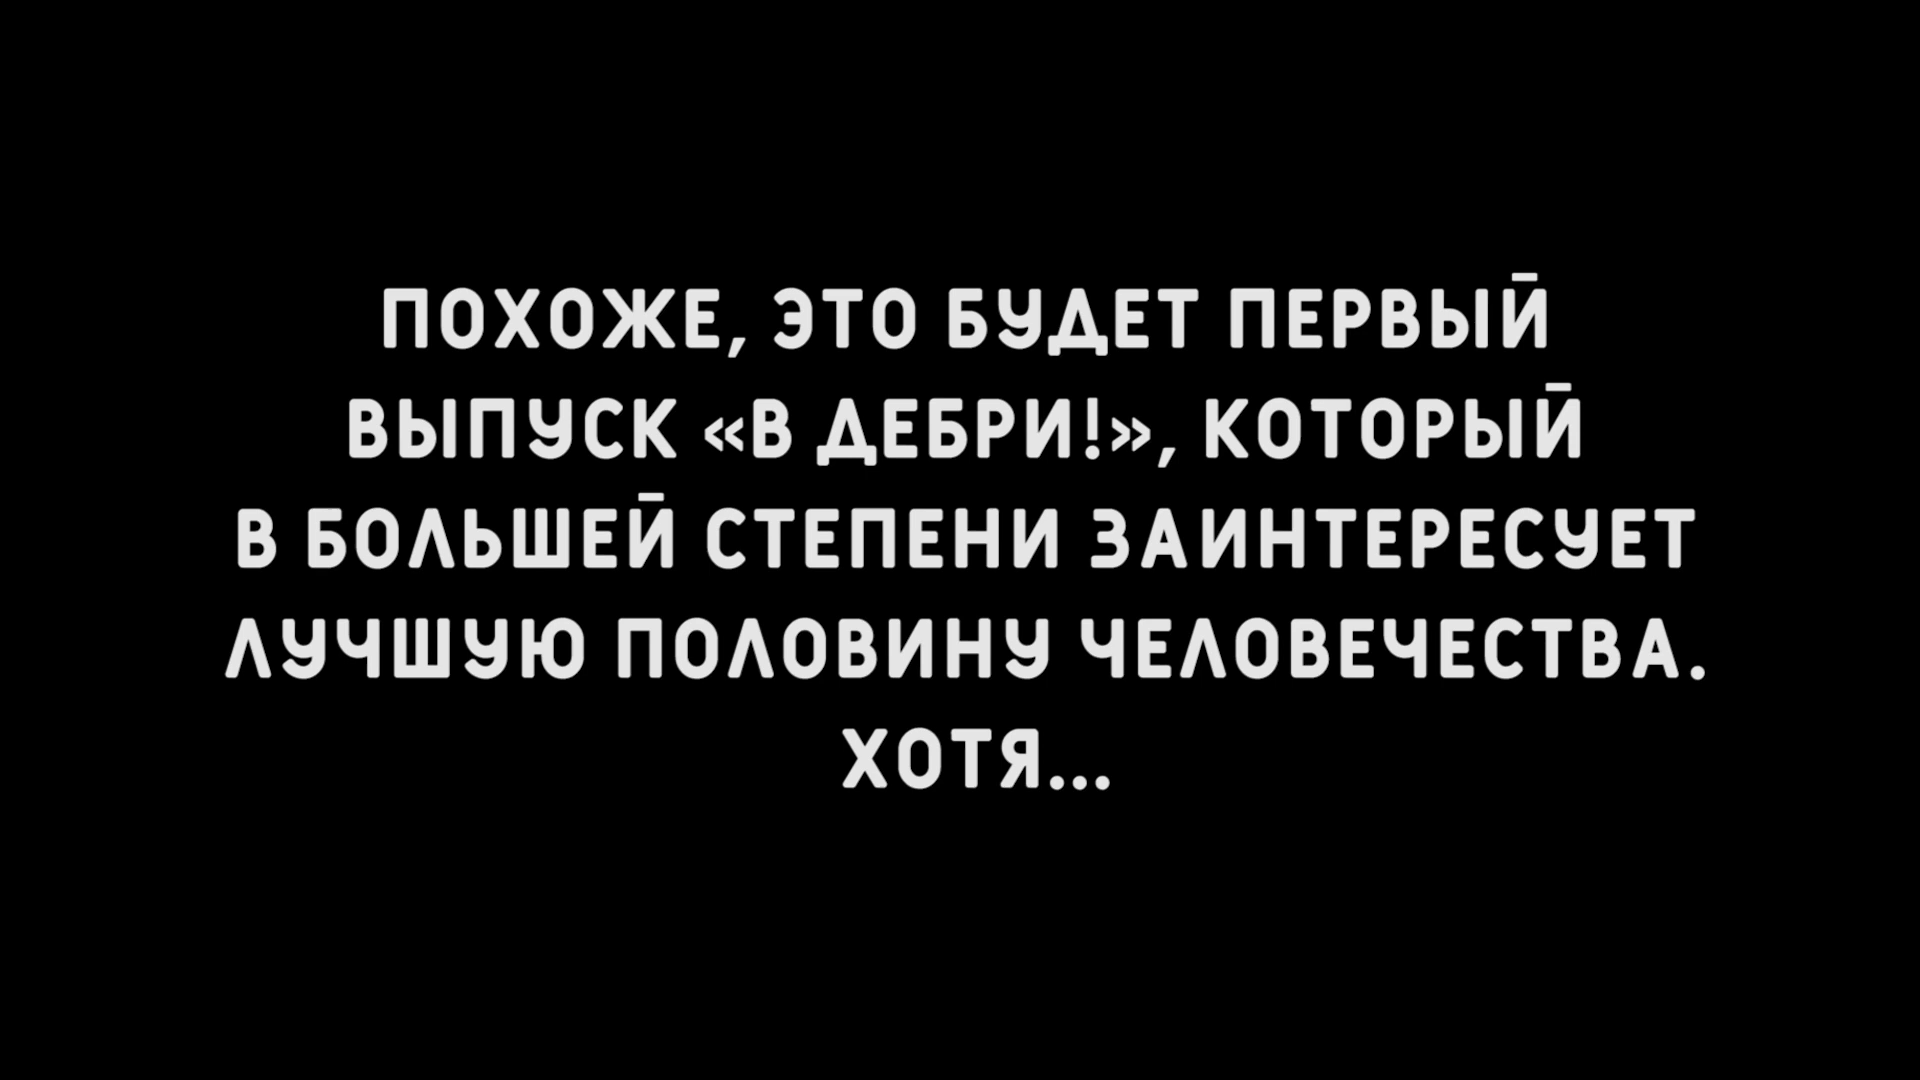 ПОХОЖЕ, ЭТО БУДЕТ ПЕРВЫЙ
ВЫПУСК «В ДЕБРИ!», КОТОРЫЙ
В БОЛЬШЕЙ СТЕПЕНИ ЗАИНТЕРЕСУЕТ
ЛУЧШУЮ ПОЛОВИНУ ЧЕЛОВЕЧЕСТВА.
ХОТЯ...